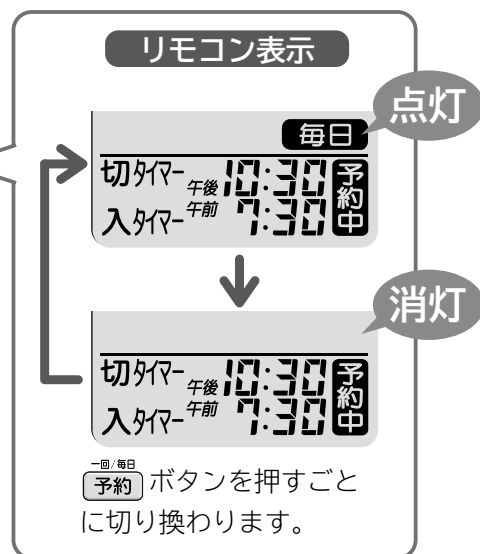 リモコン表示
毎日
点灯
切タイマー 午後 10:30
入タイマー 午前 7:30
予約中
消灯
切タイマー 午後 10:30
入タイマー 午前 7:30
予約中
一回/毎日
予約 ボタンを押すごと
に切り換わります。